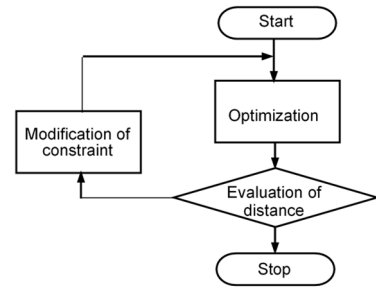 Start
Optimization
Modification of
constraint
Evaluation of
distance
Stop